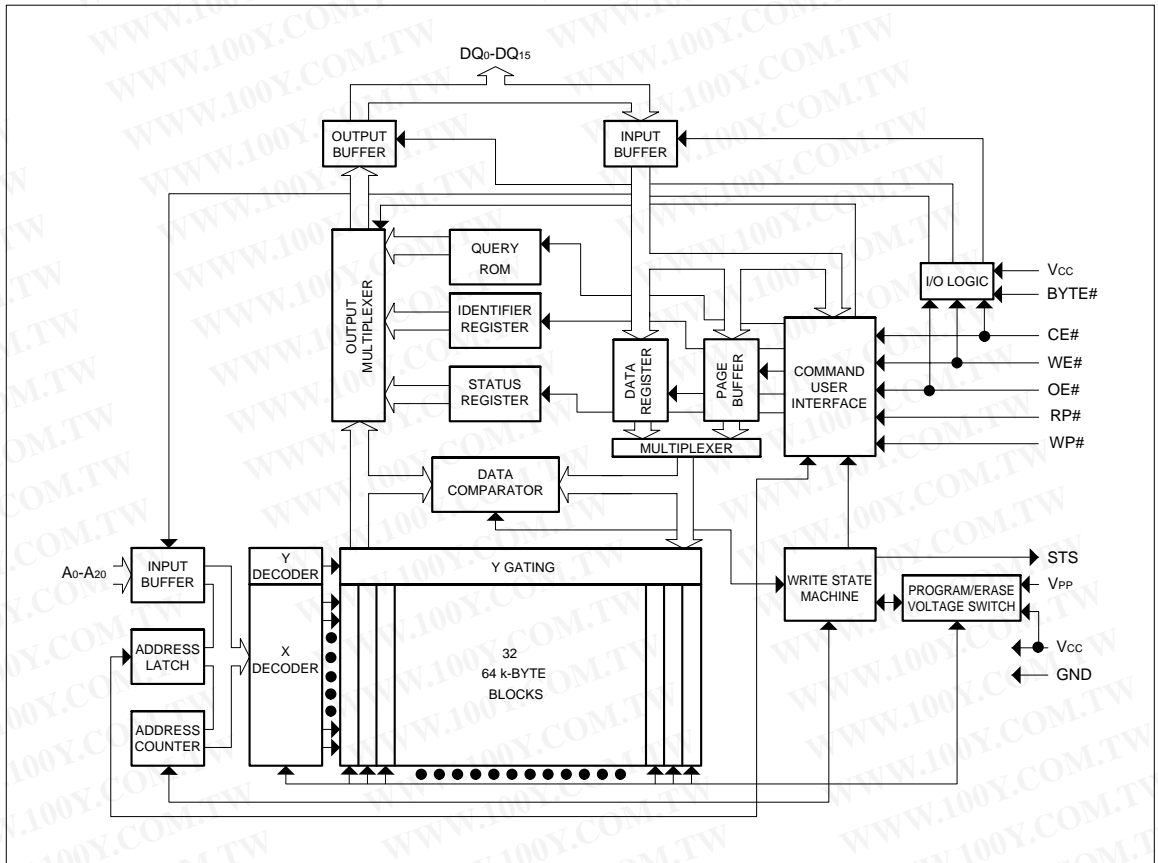 WWW.100Y.COM.TW
DQ0-DQ15
OUTPUT
BUFFER
INPUT
BUFFER
OUTPUT
MULTIPLEXER
QUERY
ROM
IDENTIFIER
REGISTER
STATUS
REGISTER
DATA
REGISTER
PAGE
BUFFER
COMMAND
USER
INTERFACE
I/O LOGIC
VCC
BYTE#
CE#
WE#
OE#
RP#
WP#
MULTIPLEXER
DATA
COMPARATOR
A0-A20
INPUT
BUFFER
Y
DECODER
Y GATING
ADDRESS
LATCH
X
DECODER
ADDRESS
COUNTER
32
64 k-BYTE
BLOCKS
WRITE STATE
MACHINE
STS
PROGRAM/ERASE
VOLTAGE SWITCH
VPP
VCC
GND